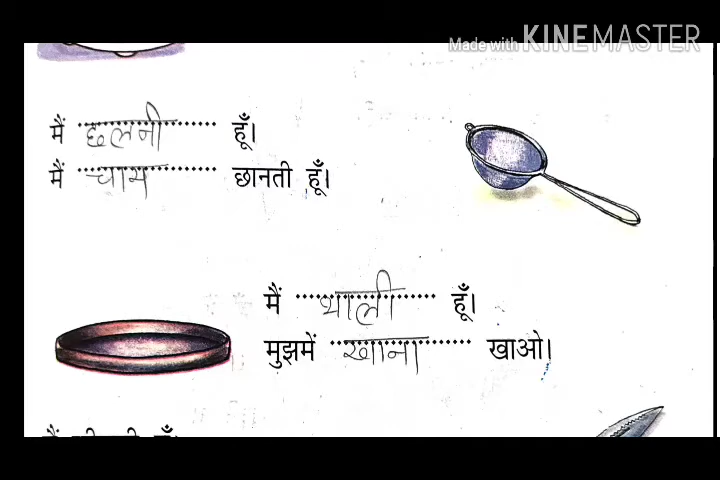 Made with KINEMASTER
मैं छलनी हूँ।
मैं चाय छानती हूँ।
मैं थाली हूँ।
मुझमें खाना खाओ।